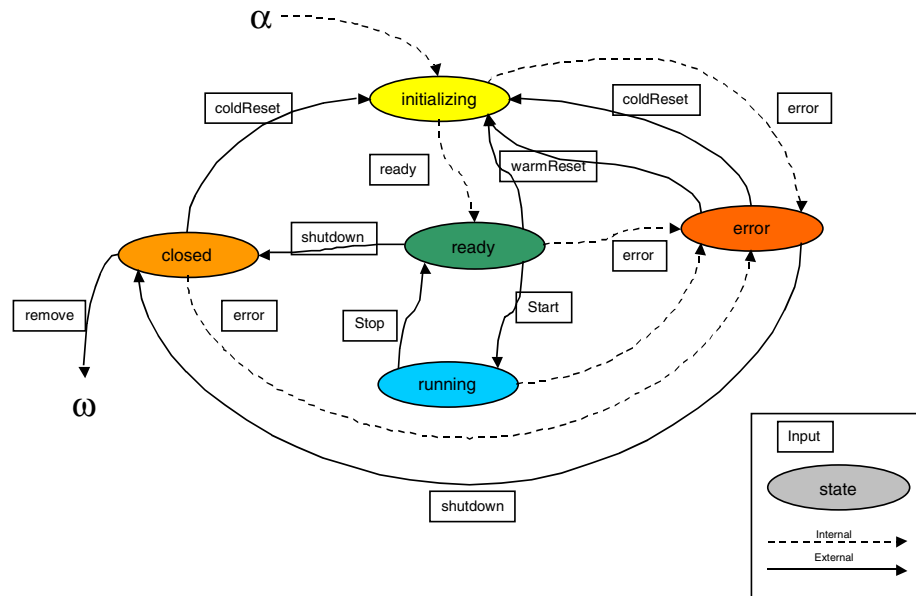 α
initializing
coldReset
coldReset
error
ready
warmReset
shutdown
ready
error
closed
error
remove
error
Stop
Start
running
ω
shutdown
Input
state
Internal
External